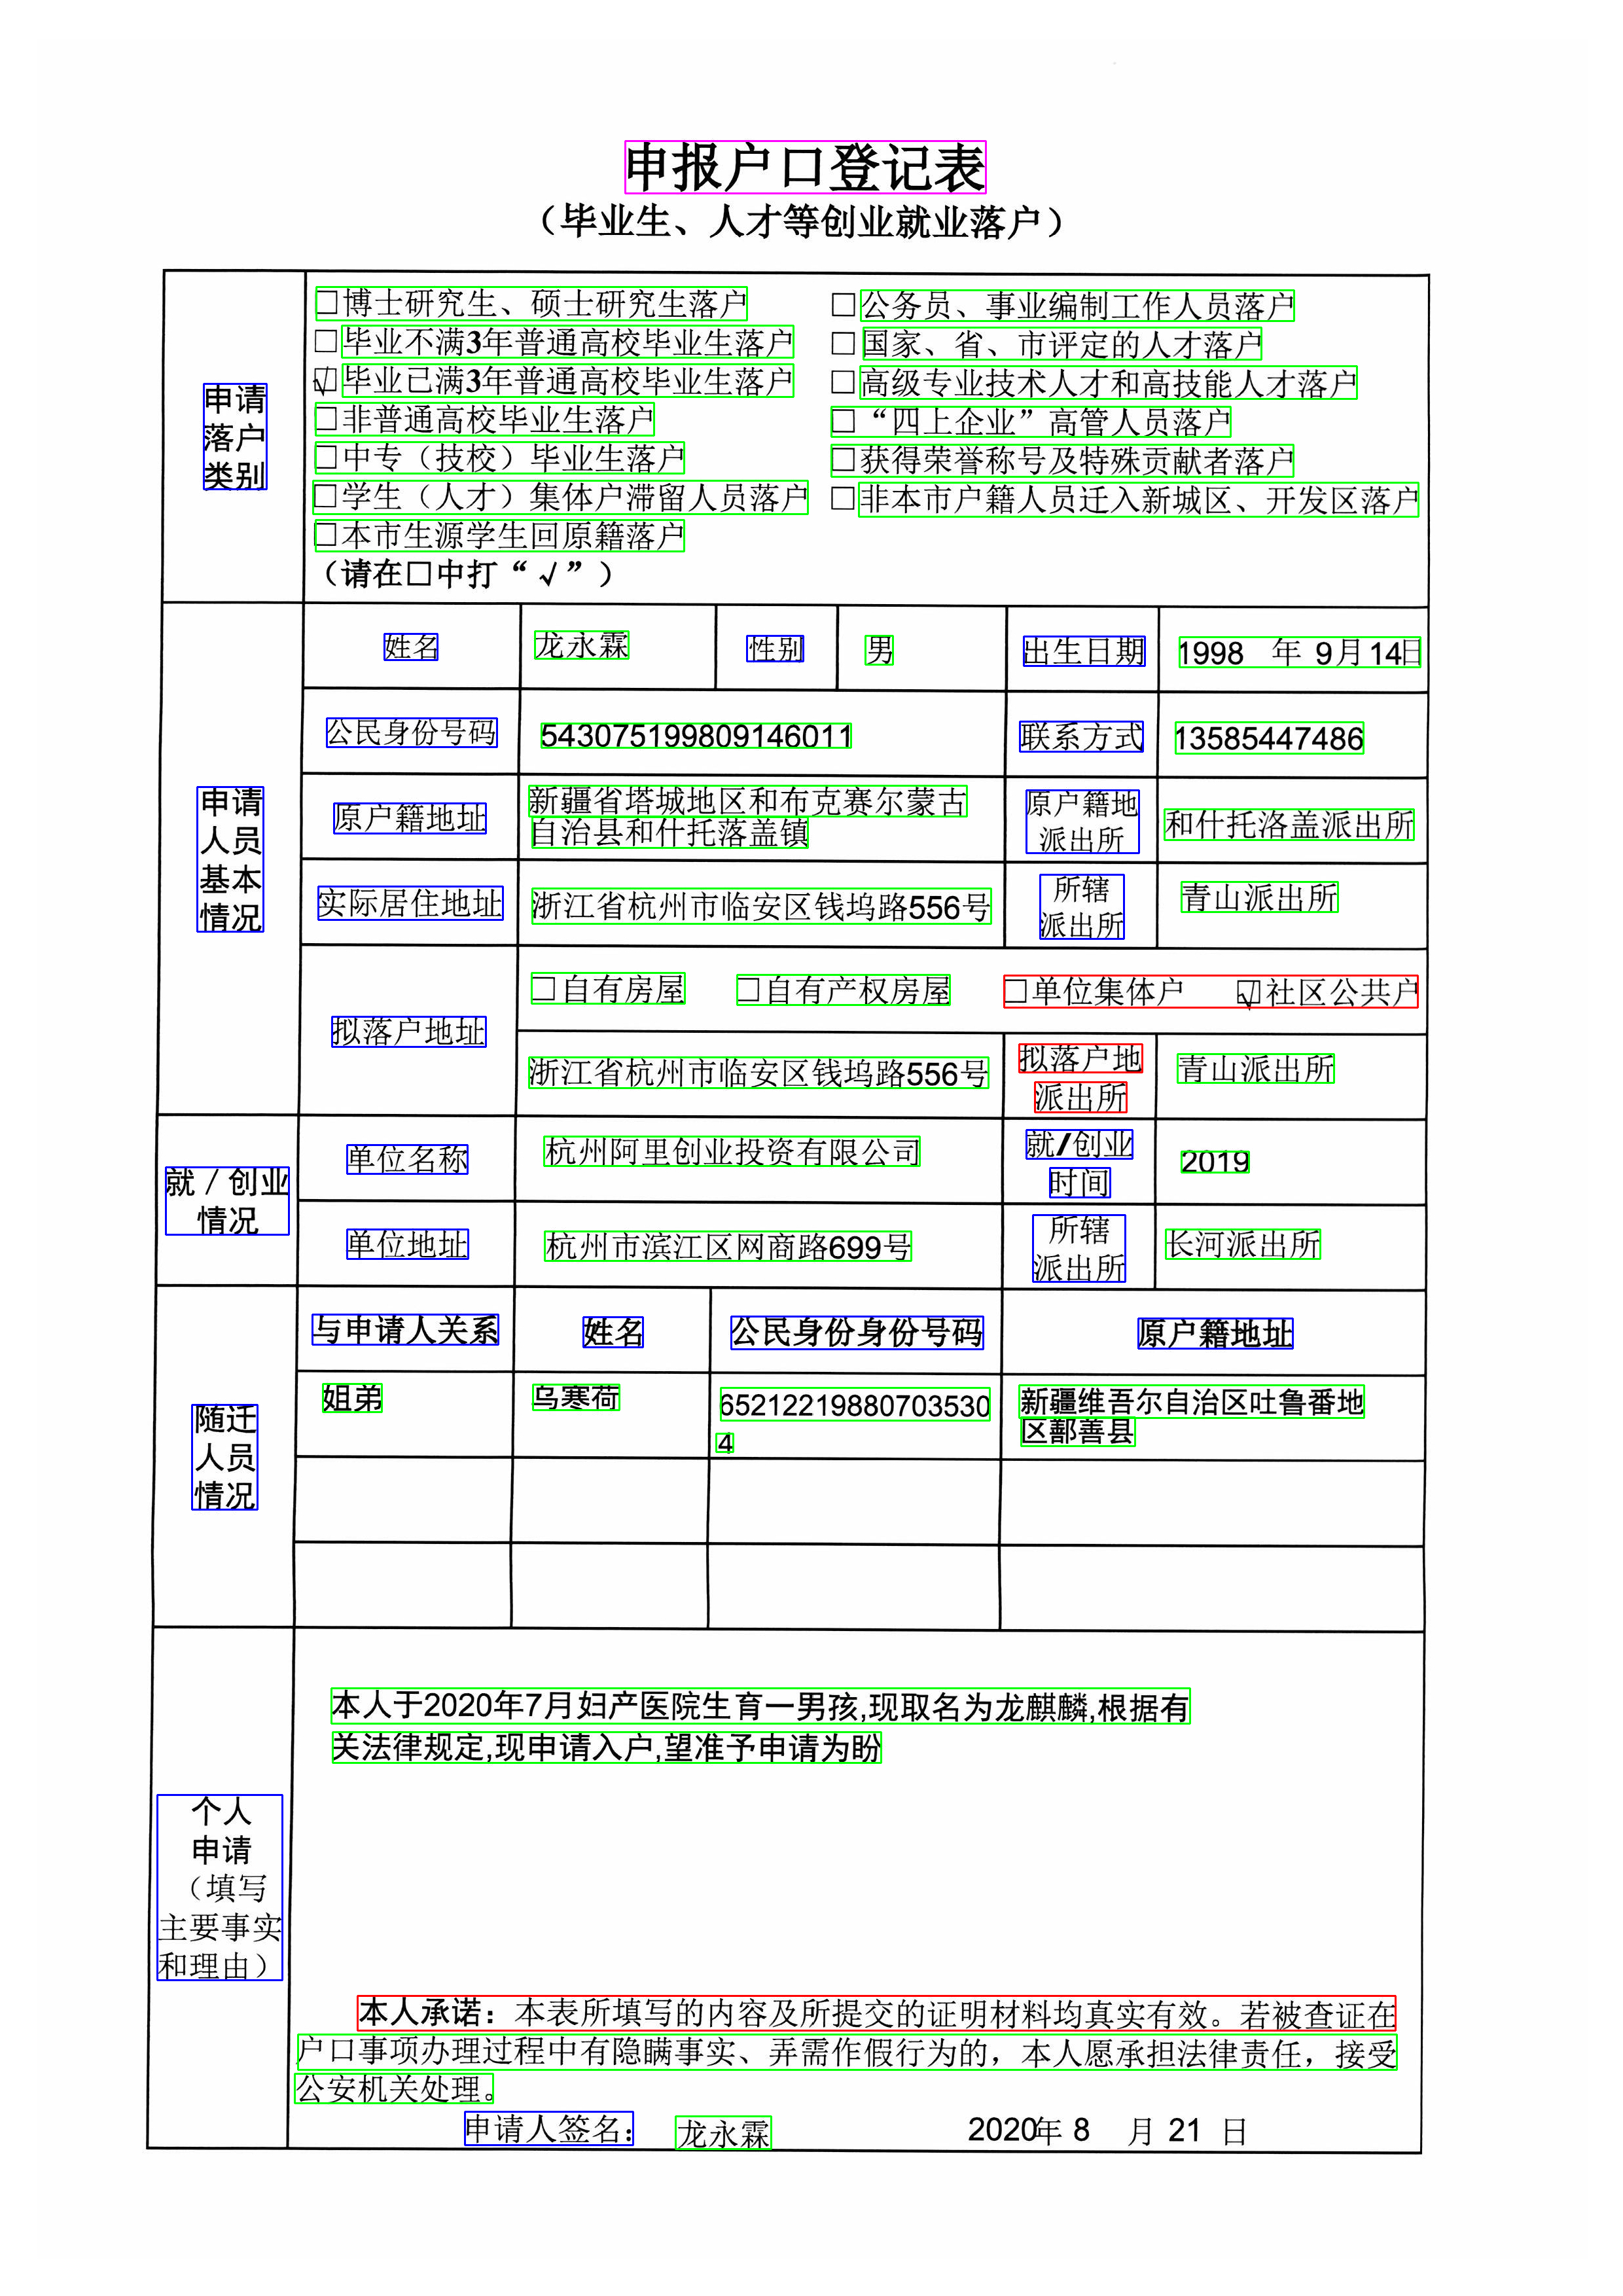 申报户口登记表
（毕业生、人才等创业就业落户）
申请
落户
类别
□博士研究生、硕士研究生落户 □公务员、事业编制工作人员落户
□毕业不满3年普通高校毕业生落户 □国家、省、市评定的人才落户
☑毕业已满3年普通高校毕业生落户 □高级专业技术人才和高技能人才落户
□非普通高校毕业生落户 □“四上企业”高管人员落户
□中专（技校）毕业生落户 □获得荣誉称号及特殊贡献者落户
□学生（人才）集体户滞留人员落户 □非本市户籍人员迁入新城区、开发区落户
□本市生源学生回原籍落户
（请在□中打“√”）
申请
人员
基本
情况
姓名 龙永霖 性别 男 出生日期 1998 年 9月14日
公民身份号码 543075199809146011 联系方式 13585447486
原户籍地址
新疆省塔城地区和布克赛尔蒙古
自治县和什托落盖镇
原户籍地
派出所
和什托洛盖派出所
实际居住地址 浙江省杭州市临安区钱坞路556号
所辖
派出所
青山派出所
拟落户地址
□自有房屋 □自有产权房屋 □单位集体户 ☑社区公共户
浙江省杭州市临安区钱坞路556号
拟落户地
派出所
青山派出所
就/创业
情况
单位名称 杭州阿里创业投资有限公司
就/创业
时间
2019
单位地址 杭州市滨江区网商路699号
所辖
派出所
长河派出所
随迁
人员
情况
与申请人关系 姓名 公民身份身份号码 原户籍地址
姐弟 乌寒荷
65212219880703530
4
新疆维吾尔自治区吐鲁番地
区鄯善县
个人
申请
（填写
主要事实
和理由）
本人于2020年7月妇产医院生育一男孩,现取名为龙麒麟,根据有
关法律规定,现申请入户,望准予申请为盼
本人承诺：本表所填写的内容及所提交的证明材料均真实有效。若被查证在
户口事项办理过程中有隐瞒事实、弄需作假行为的，本人愿承担法律责任，接受
公安机关处理。
申请人签名： 龙永霖 2020年 8 月 21 日